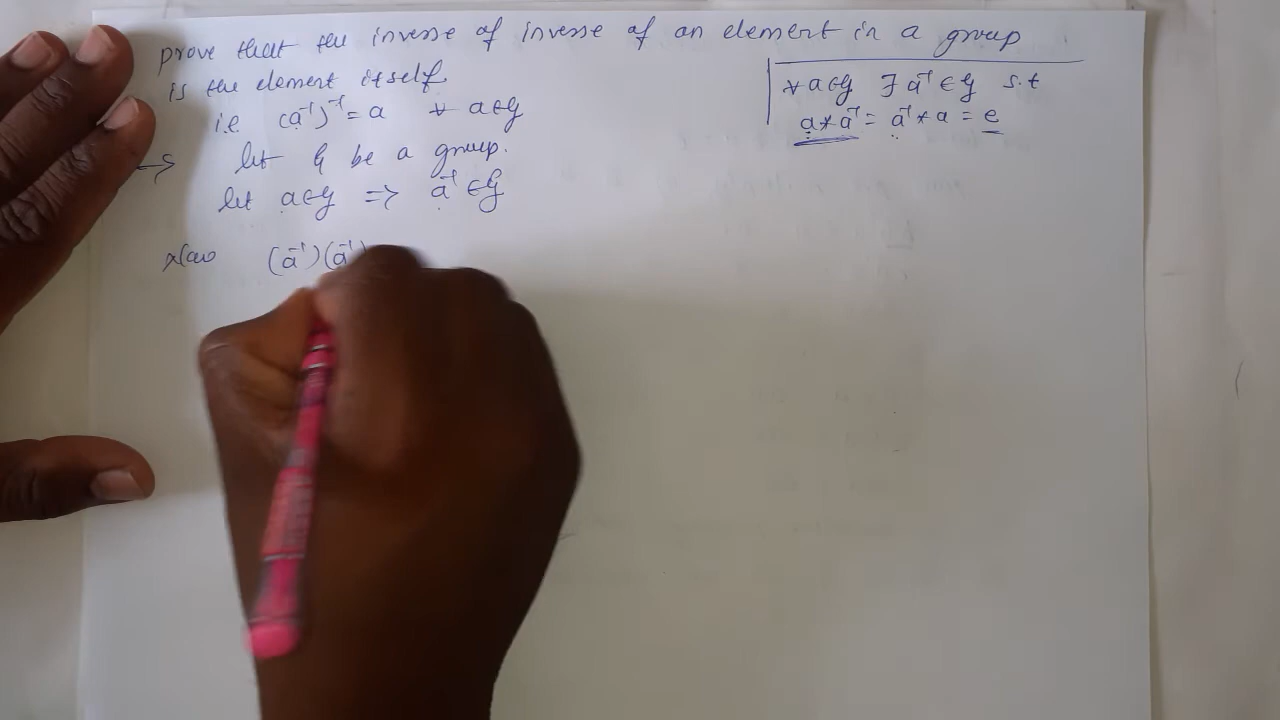 prove that the inverse of inverse of an element in a group
is the element itself.
i.e (a⁻¹)⁻¹ = a ∀ a∈G
let G be a group.
let a∈G => a⁻¹∈G
Now (a⁻¹)(a⁻¹)
∀ a∈G ∃ a⁻¹∈G s.t
a*a⁻¹ = a⁻¹*a = e